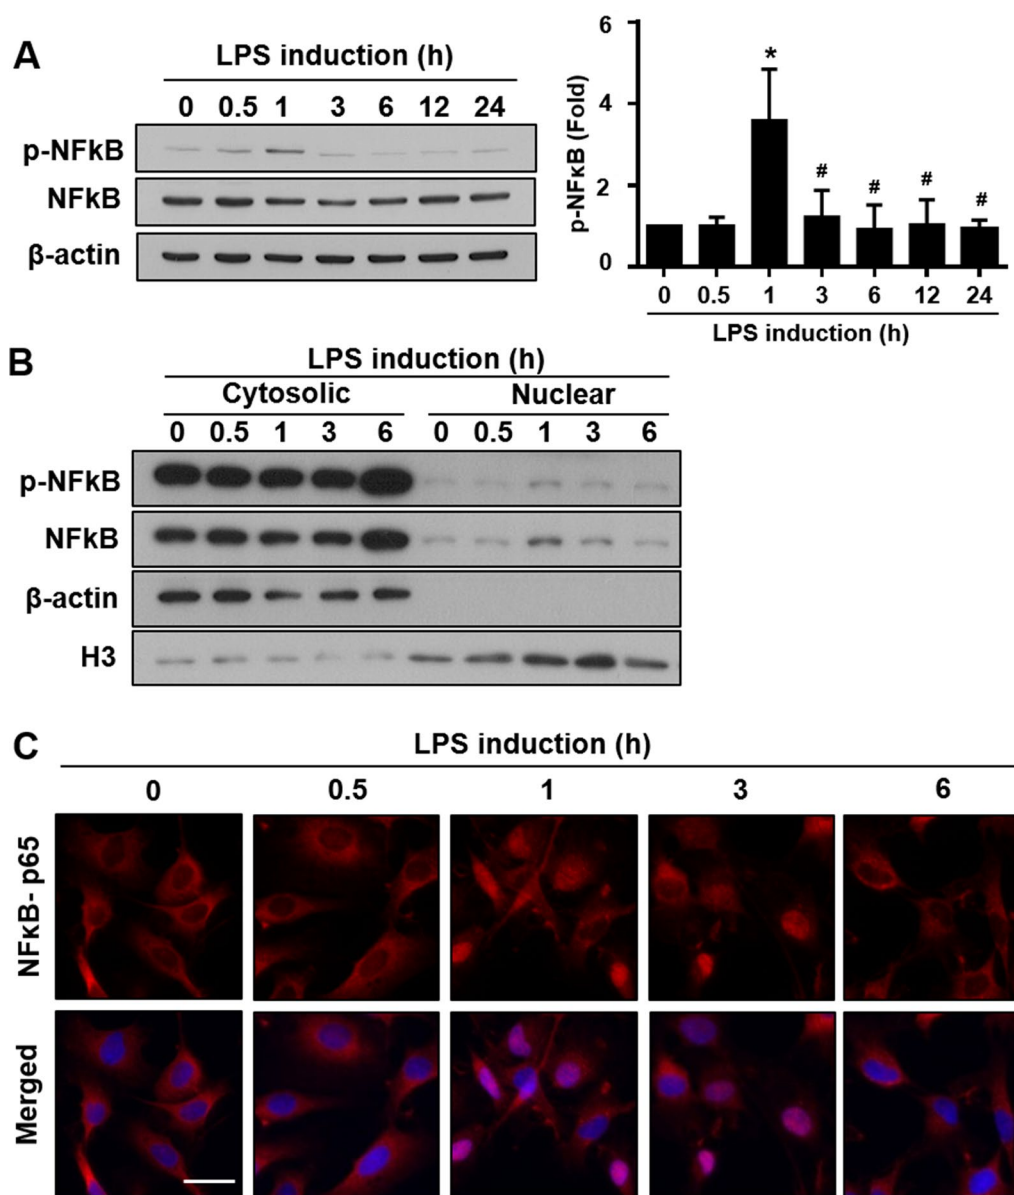 A
LPS induction (h)
0 0.5 1 3 6 12 24
p-NFkB
NFkB
β-actin
p-NFκB (Fold)
6
4
2
0
*
#
#
#
#
0 0.5 1 3 6 12 24
LPS induction (h)
B
LPS induction (h)
Cytosolic Nuclear
0 0.5 1 3 6 0 0.5 1 3 6
p-NFkB
NFkB
β-actin
H3
C
LPS induction (h)
0 0.5 1 3 6
NFκB- p65
Merged